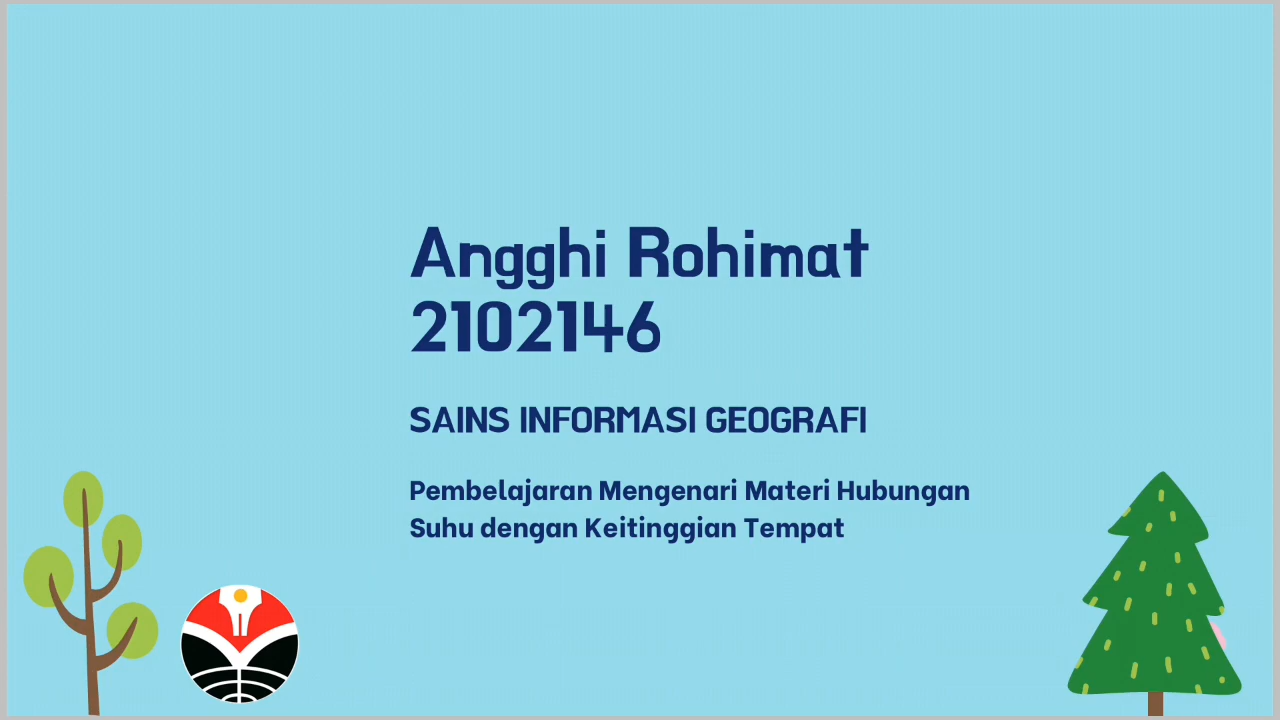 Angghi Rohimat
2102146
SAINS INFORMASI GEOGRAFI
Pembelajaran Mengenari Materi Hubungan
Suhu dengan Keitinggian Tempat